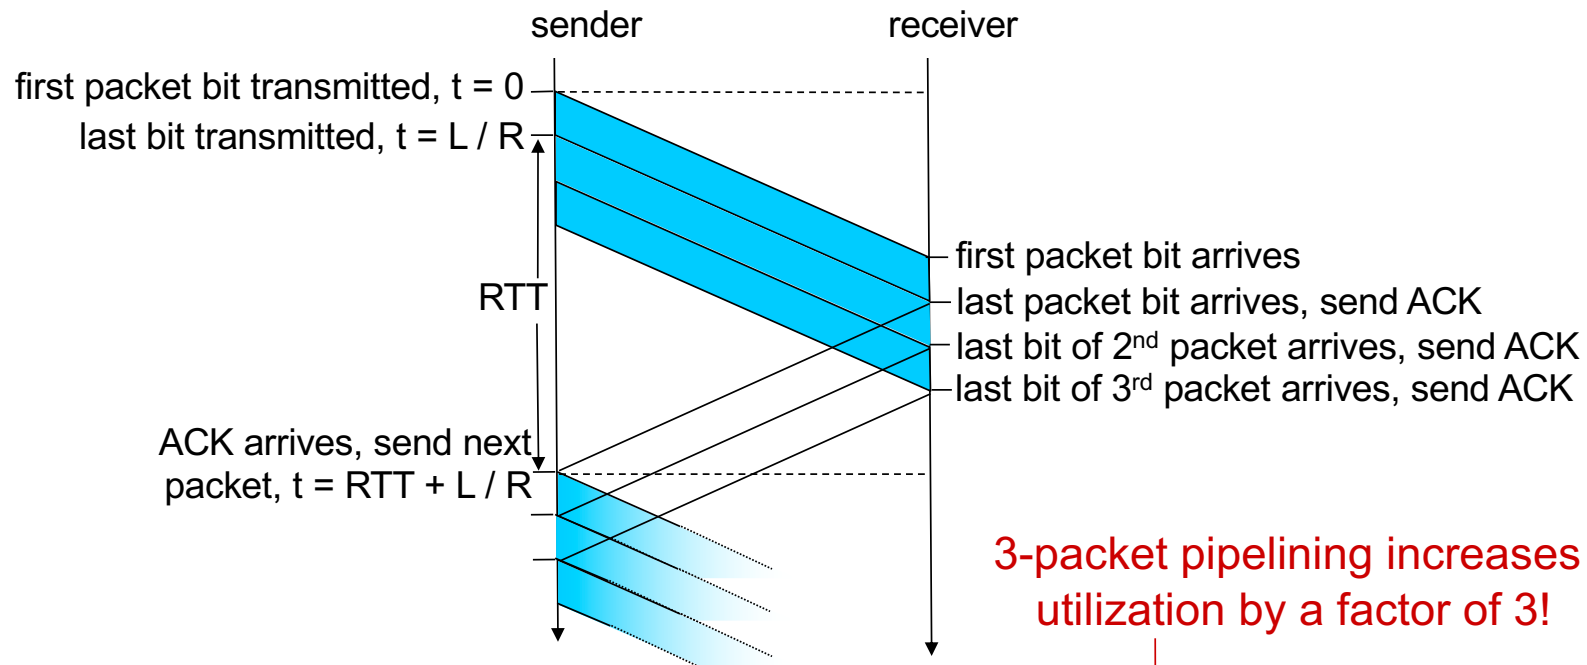 sender
receiver
first packet bit transmitted, t = 0
last bit transmitted, t = L / R
first packet bit arrives
RTT
last packet bit arrives, send ACK
last bit of 2nd packet arrives, send ACK
last bit of 3rd packet arrives, send ACK
ACK arrives, send next
packet, t = RTT + L / R
3-packet pipelining increases
utilization by a factor of 3!